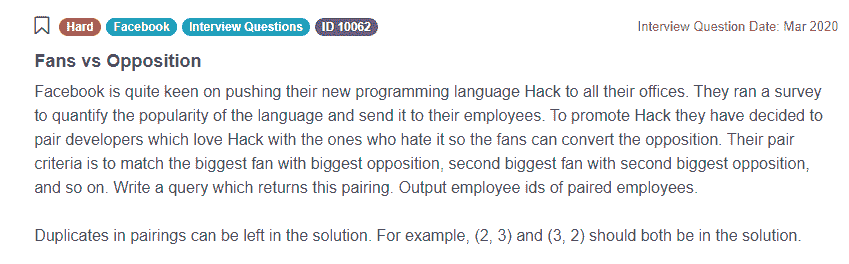 Hard Facebook Interview Questions ID 10062 Interview Question Date: Mar 2020
Fans vs Opposition
Facebook is quite keen on pushing their new programming language Hack to all their offices. They ran a survey
to quantify the popularity of the language and send it to their employees. To promote Hack they have decided to
pair developers which love Hack with the ones who hate it so the fans can convert the opposition. Their pair
criteria is to match the biggest fan with biggest opposition, second biggest fan with second biggest opposition,
and so on. Write a query which returns this pairing. Output employee ids of paired employees.
Duplicates in pairings can be left in the solution. For example, (2, 3) and (3, 2) should both be in the solution.